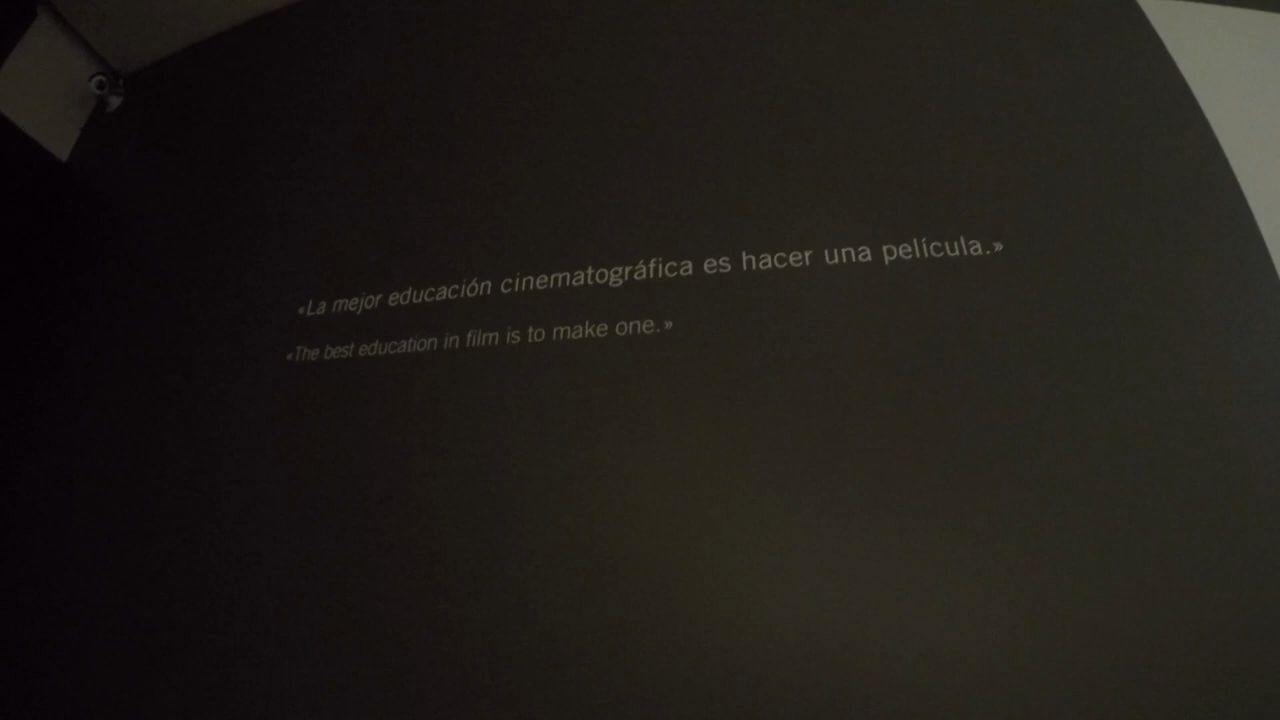 «La mejor educación cinematográfica es hacer una película.»
«The best education in film is to make one.»